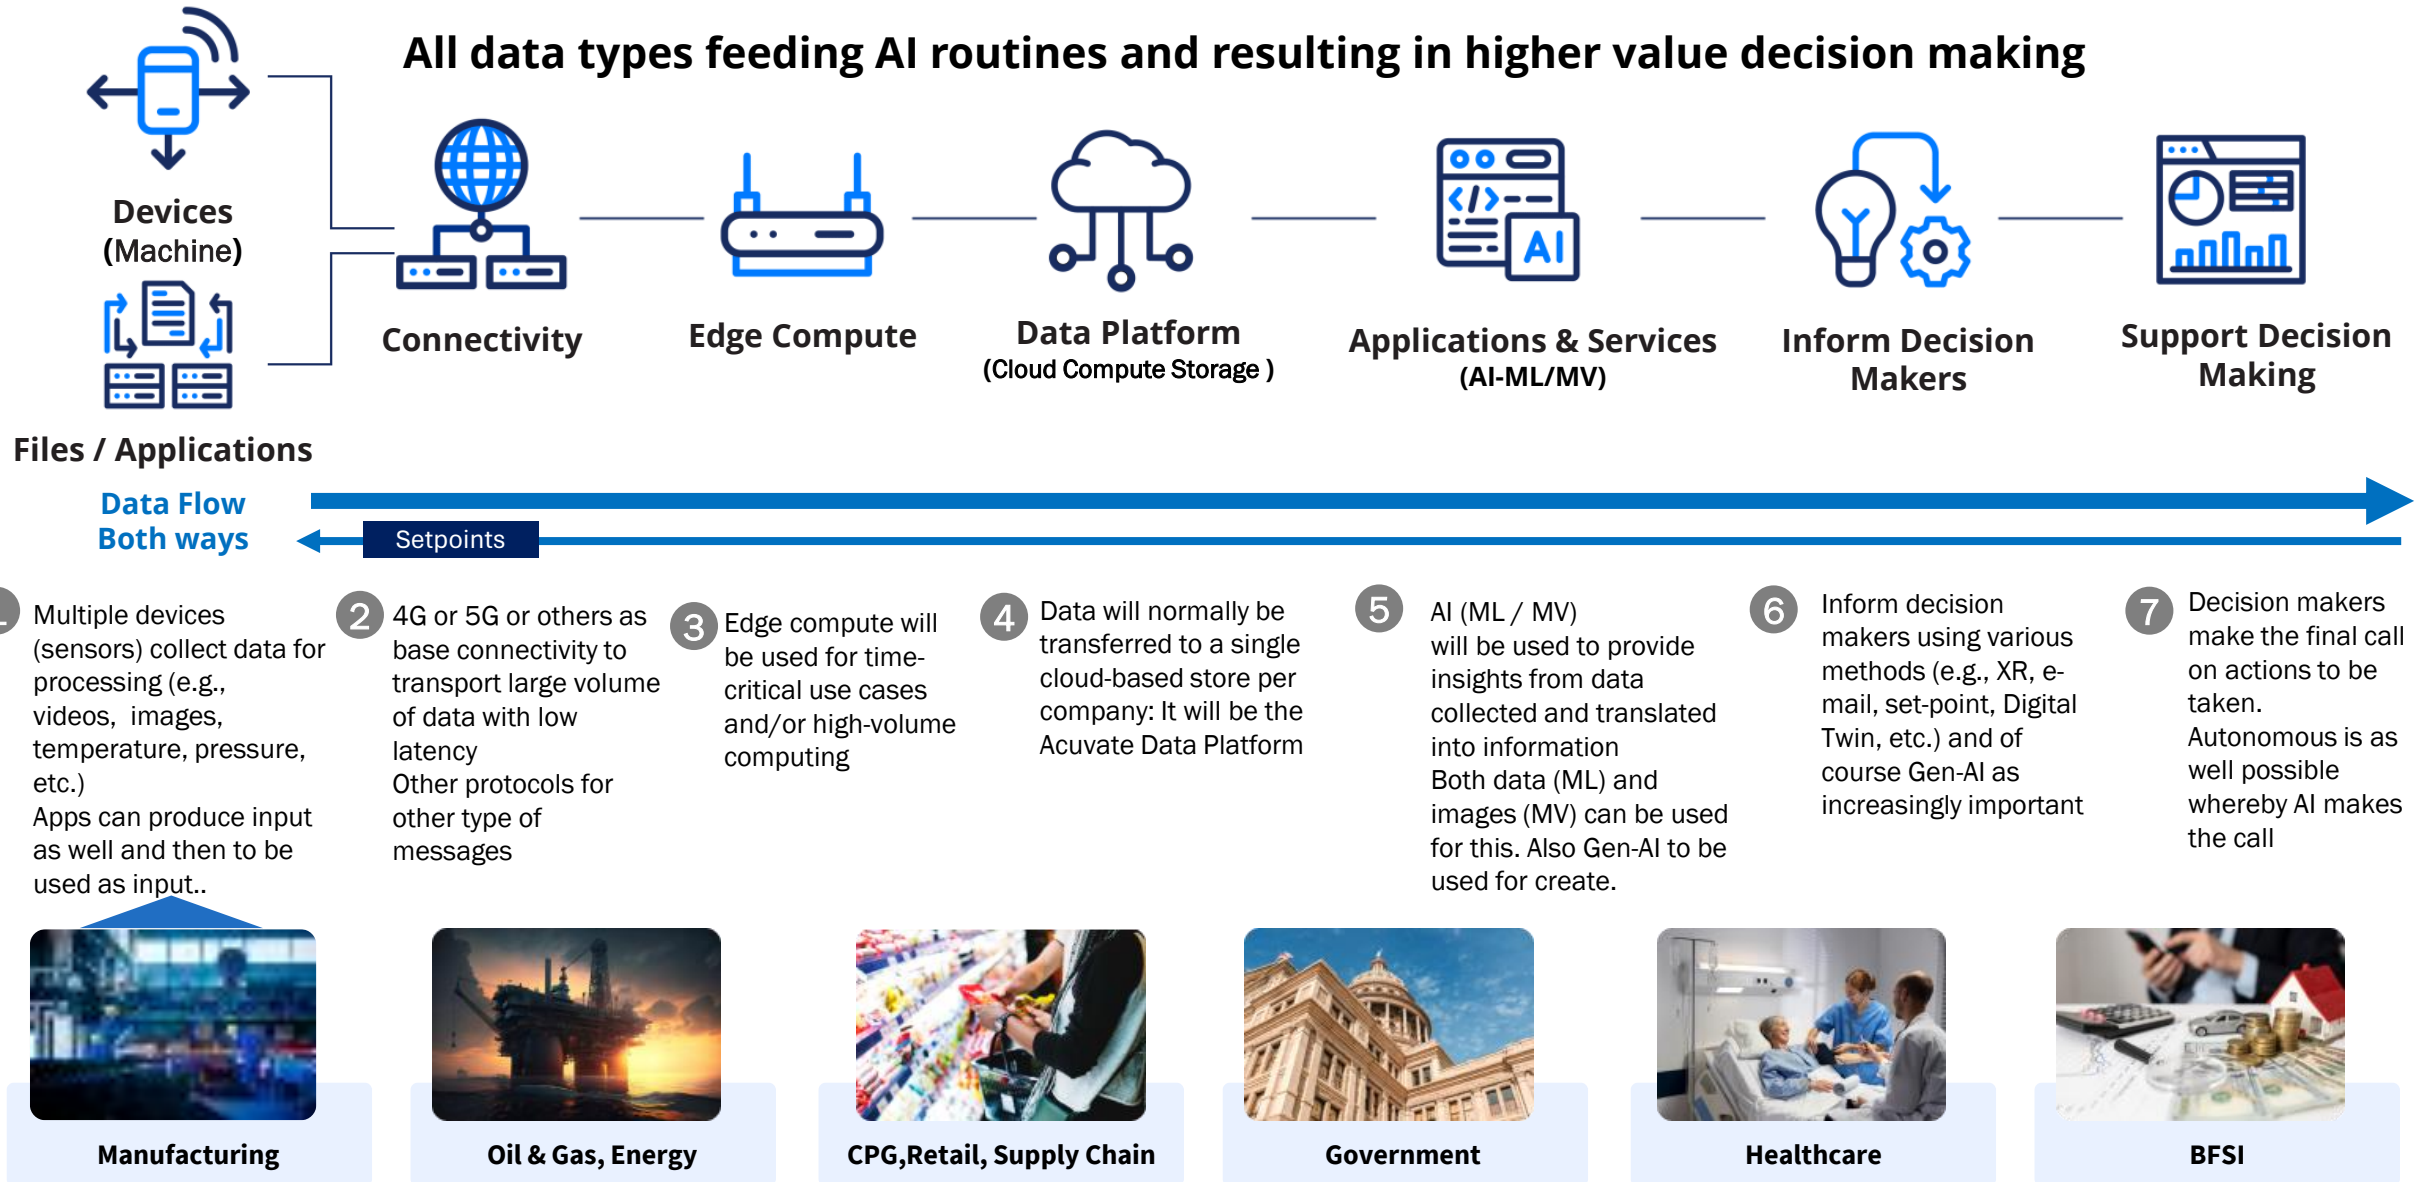 All data types feeding AI routines and resulting in higher value decision making
Devices
(Machine)
Files / Applications
Connectivity
Edge Compute
Data Platform
(Cloud Compute Storage )
</>
AI
Applications & Services
(AI-ML/MV)
Inform Decision
Makers
Support Decision
Making
Data Flow
Both ways
Setpoints
1
Multiple devices
(sensors) collect data for
processing (e.g.,
videos, images,
temperature, pressure,
etc.)
Apps can produce input
as well and then to be
used as input..
2
4G or 5G or others as
base connectivity to
transport large volume
of data with low
latency
Other protocols for
other type of
messages
3
Edge compute will
be used for time-
critical use cases
and/or high-volume
computing
4
Data will normally be
transferred to a single
cloud-based store per
company: It will be the
Acuvate Data Platform
5
AI (ML / MV)
will be used to provide
insights from data
collected and translated
into information
Both data (ML) and
images (MV) can be used
for this. Also Gen-AI to be
used for create.
6
Inform decision
makers using various
methods (e.g., XR, e-
mail, set-point, Digital
Twin, etc.) and of
course Gen-AI as
increasingly important
7
Decision makers
make the final call
on actions to be
taken.
Autonomous is as
well possible
whereby AI makes
the call
Manufacturing
Oil & Gas, Energy
CPG,Retail, Supply Chain
Government
Healthcare
BFSI